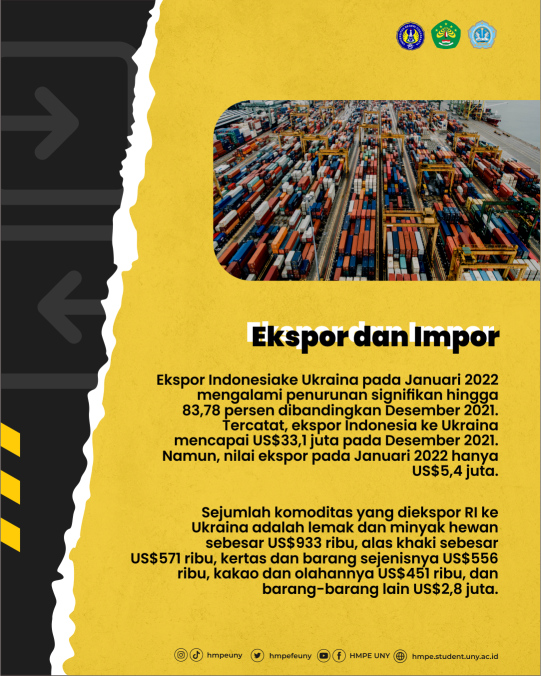 Ekspor dan Impor
Ekspor Indonesiake Ukraina pada Januari 2022
mengalami penurunan signifikan hingga
83,78 persen dibandingkan Desember 2021.
Tercatat, ekspor Indonesia ke Ukraina
mencapai US$33,1 juta pada Desember 2021.
Namun, nilai ekspor pada Januari 2022 hanya
US$5,4 juta.
Sejumlah komoditas yang diekspor RI ke
Ukraina adalah lemak dan minyak hewan
sebesar US$933 ribu, alas khaki sebesar
US$571 ribu, kertas dan barang sejenisnya US$556
ribu, kakao dan olahannya US$451 ribu, dan
barang-barang lain US$2,8 juta.
hmpeuny hmpefeuny HMPE UNY hmpe.student.uny.ac.id